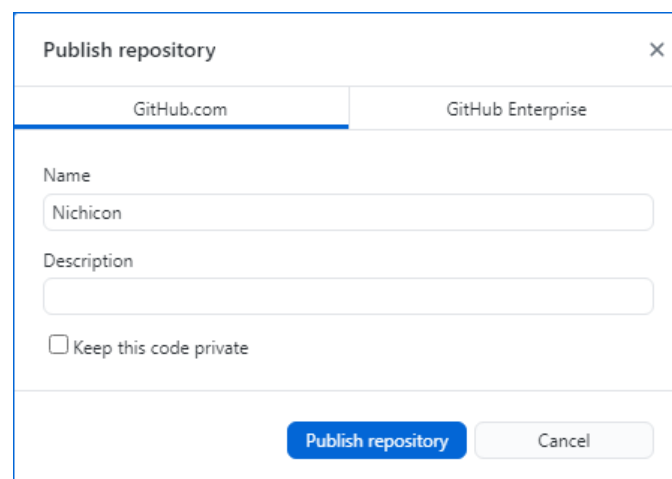 Publish repository
GitHub.com
GitHub Enterprise
Name
Nichicon
Description
Keep this code private
Publish repository
Cancel